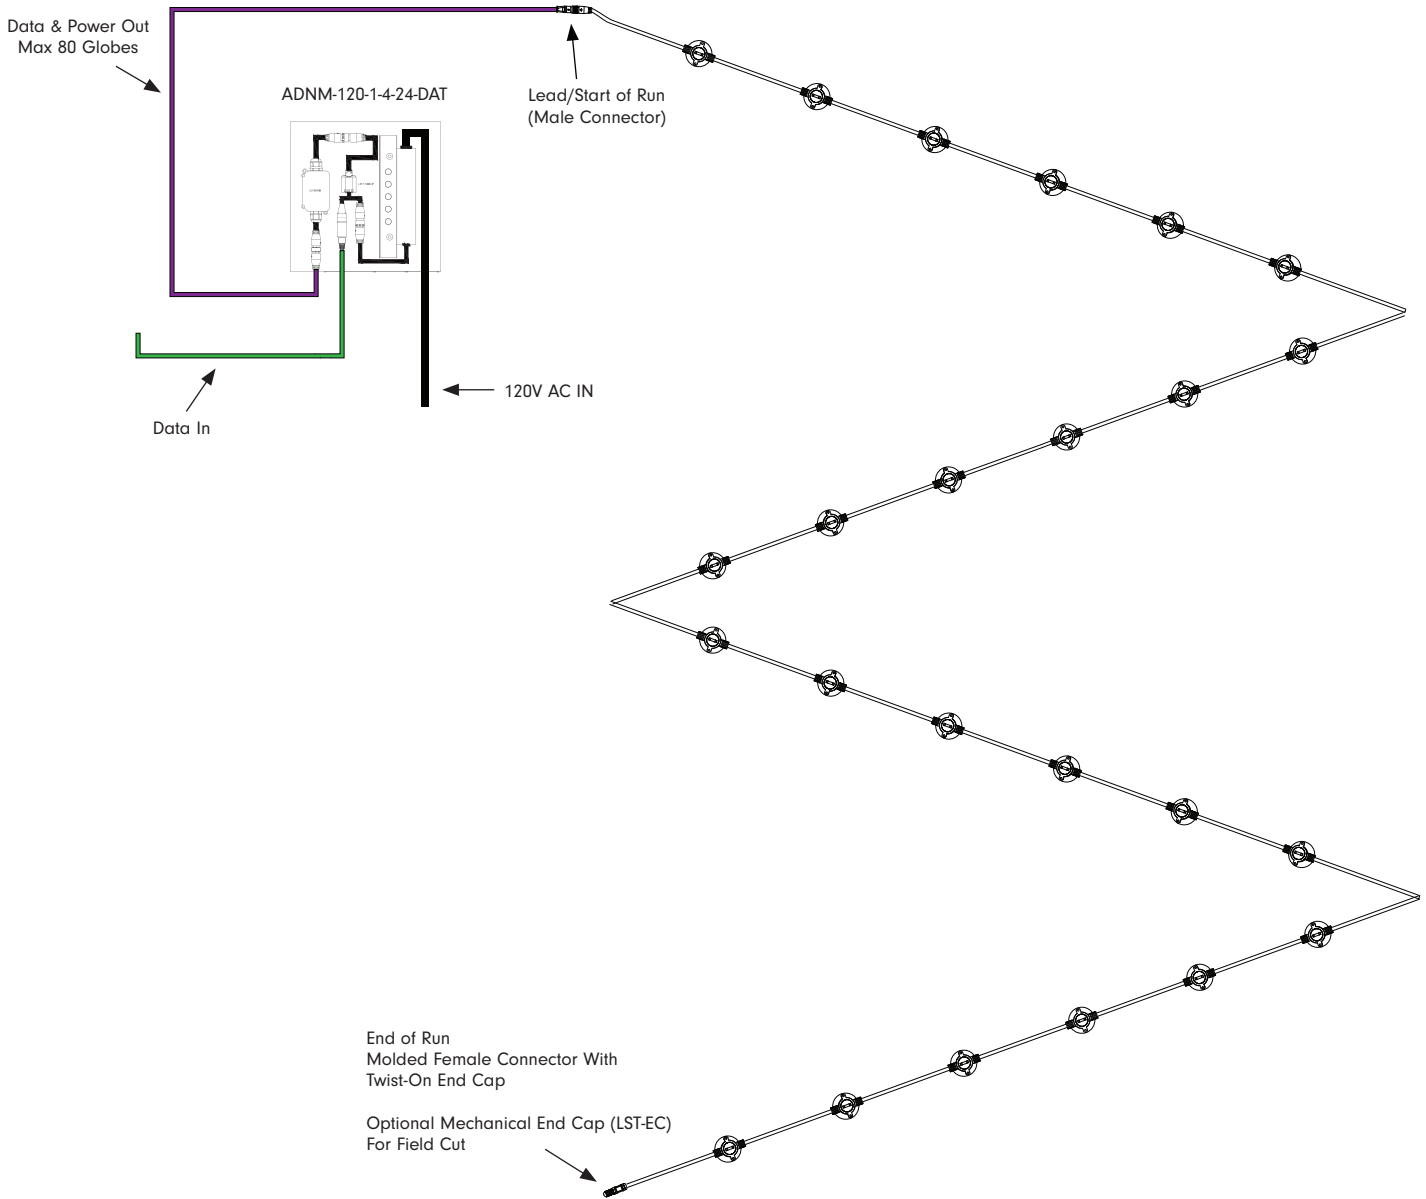 Data & Power Out
Max 80 Globes
ADNM-120-1-4-24-DAT
Lead/Start of Run
(Male Connector)
120V AC IN
Data In
End of Run
Molded Female Connector With
Twist-On End Cap
Optional Mechanical End Cap (LST-EC)
For Field Cut